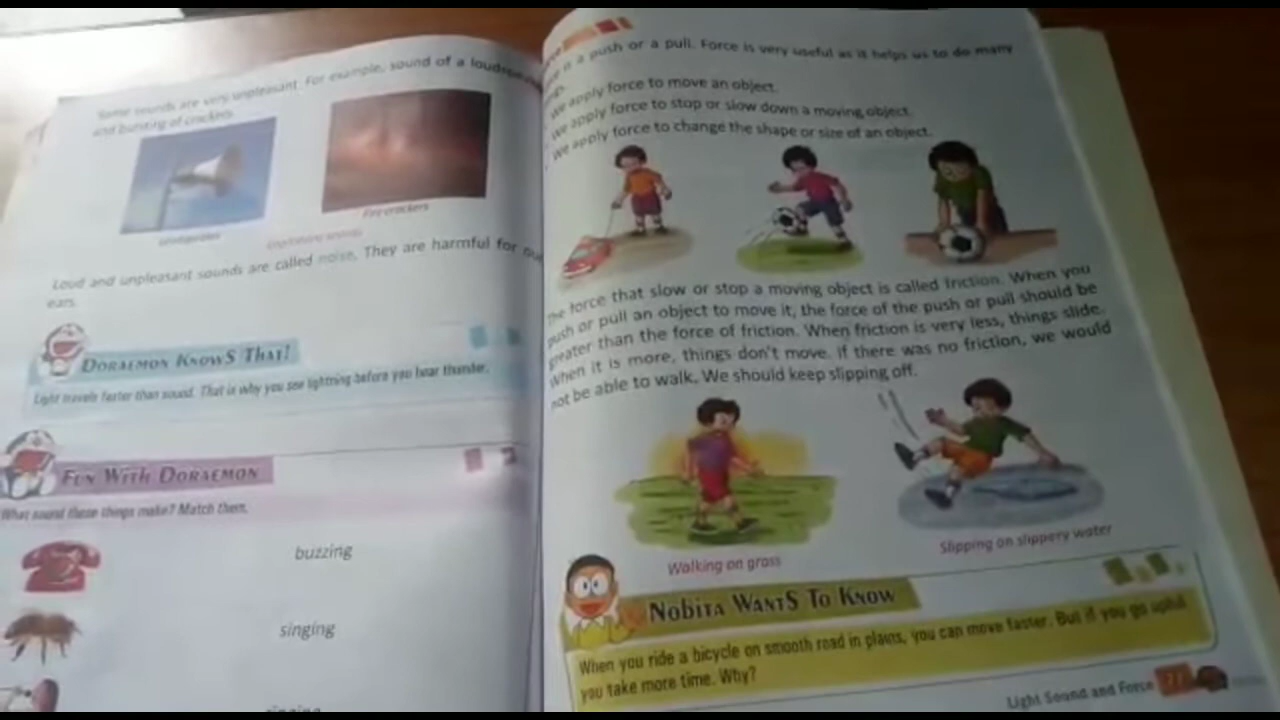 Some sounds are very unpleasant. For example, sound of a
and bursting of crackers.
Fire crackers
Loud and unpleasant sounds are called noise. They are harmful for
ears.
DORAEMON KNOWS THAT!
Light travels faster than sound. That is why you see lightning before you hear thunder.
FUN WITH DORAEMON
What sound these things make? Match them.
buzzing
singing
is a push or a pull. Force is very useful as it helps us to do many
We apply force to move an object.
We apply force to stop or slow down a moving object.
We apply force to change the shape or size of an object.
The force that slow or stop a moving object is called friction. When you
push or pull an object to move it, the force of the push or pull should be
greater than the force of friction. When friction is very less, things slide.
When it is more, things don't move. If there was no friction, we would
not be able to walk. We should keep slipping off.
Walking on grass
Slipping on slippery water
NOBITA WANTS TO KNOW
When you ride a bicycle on smooth road in plains, you can move faster. But if you go uphill
you take more time. Why?
Light Sound and Force